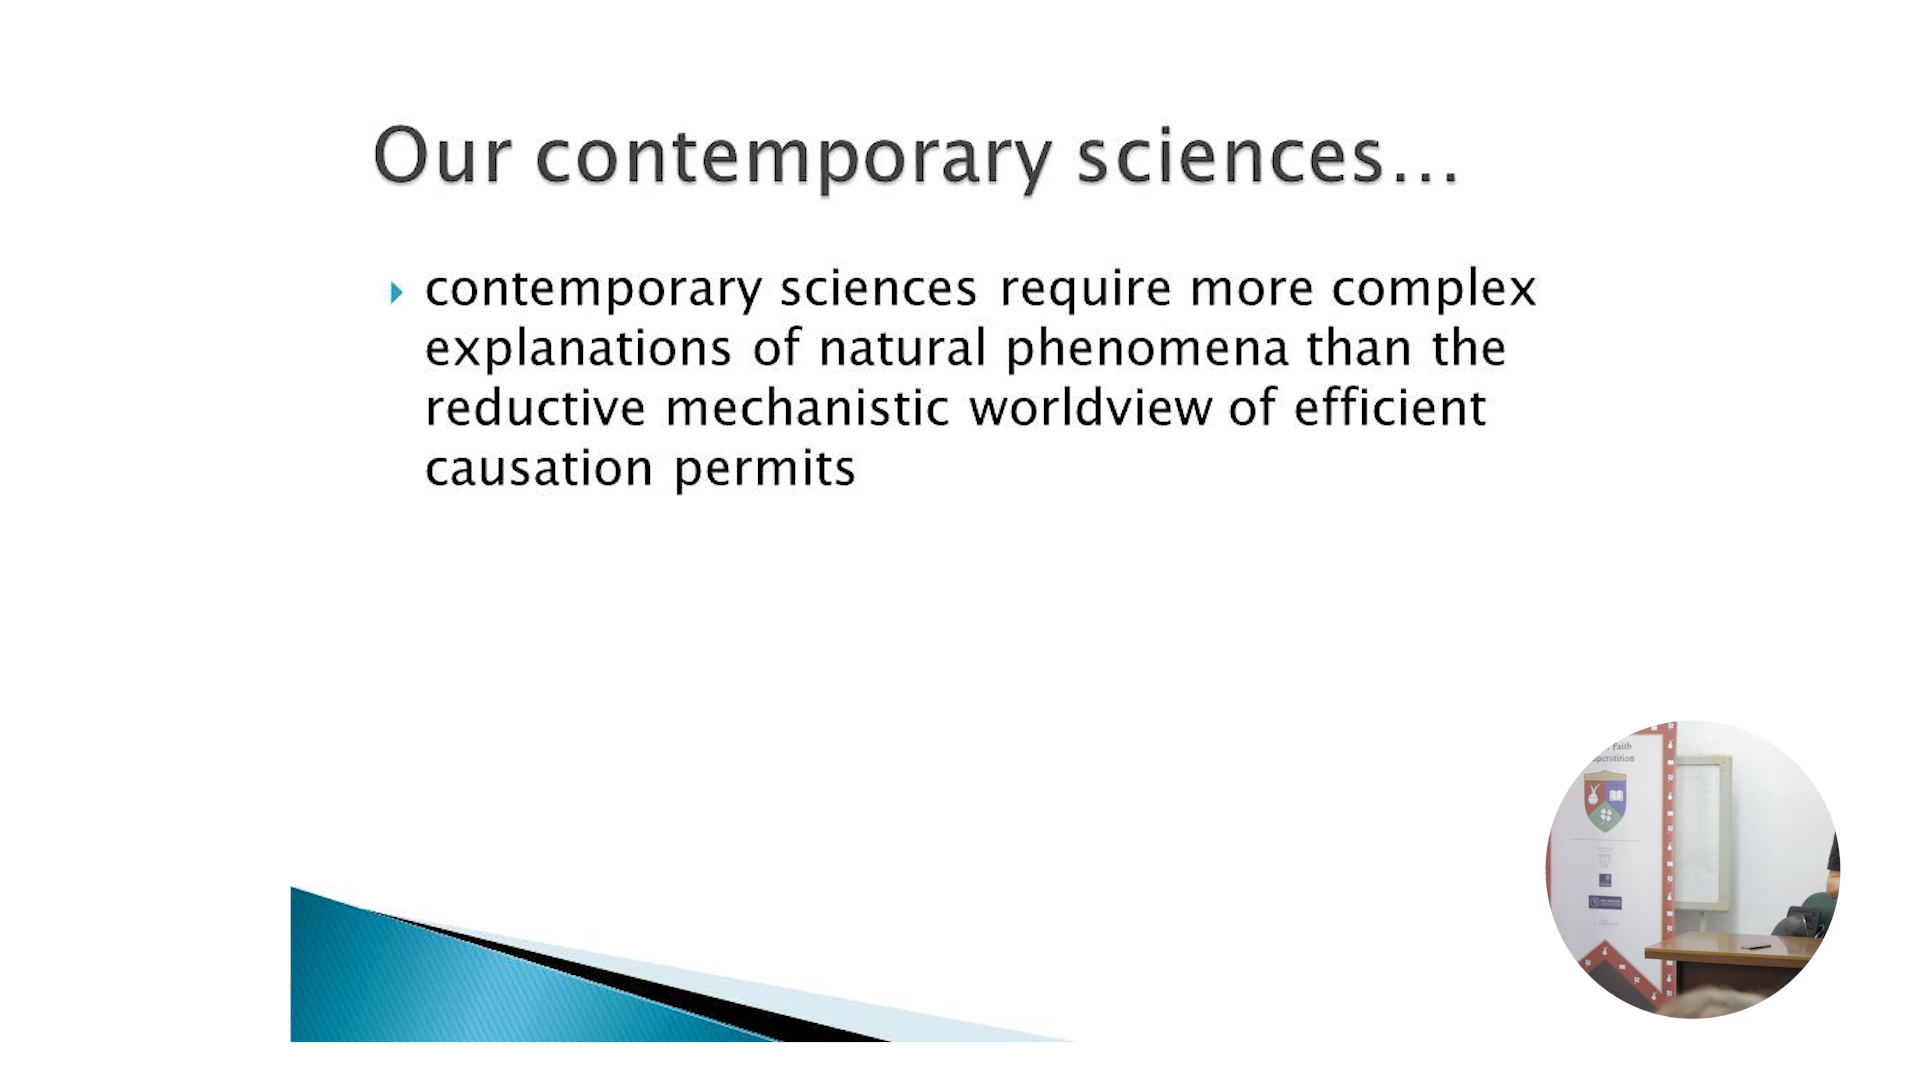 Our contemporary sciences...
contemporary sciences require more complex
explanations of natural phenomena than the
reductive mechanistic worldview of efficient
causation permits
Faith